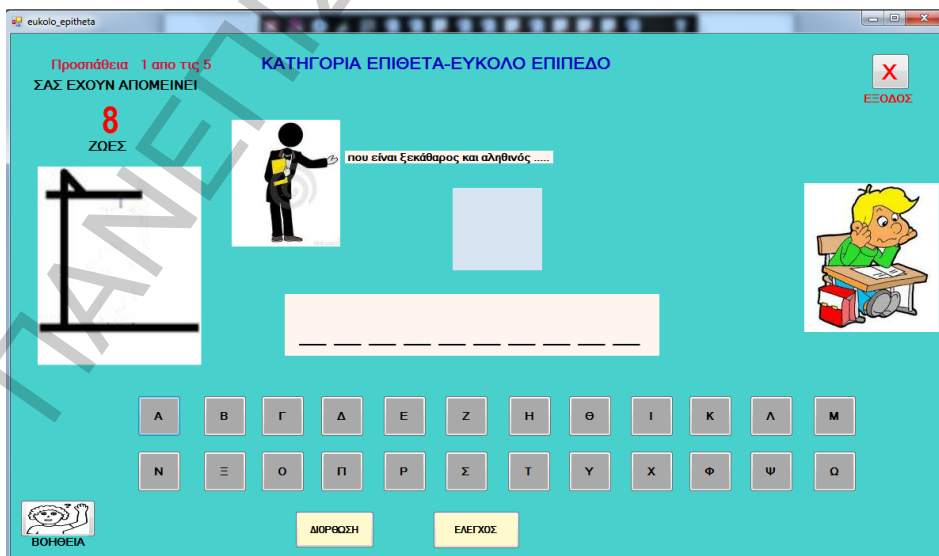 eukolo_epitheta
Προσπάθεια 1 απο τις 5
ΚΑΤΗΓΟΡΙΑ ΕΠΙΘΕΤΑ-ΕΥΚΟΛΟ ΕΠΙΠΕΔΟ
X
ΕΞΟΔΟΣ
ΣΑΣ ΕΧΟΥΝ ΑΠΟΜΕΙΝΕΙ
8
ΖΩΕΣ
που είναι ξεκάθαρος και αληθινός .....
Α Β Γ Δ Ε Ζ Η Θ Ι Κ Λ Μ
Ν Ξ Ο Π Ρ Σ Τ Υ Χ Φ Ψ Ω
ΒΟΗΘΕΙΑ
ΔΙΟΡΘΩΣΗ
ΕΛΕΓΧΟΣ